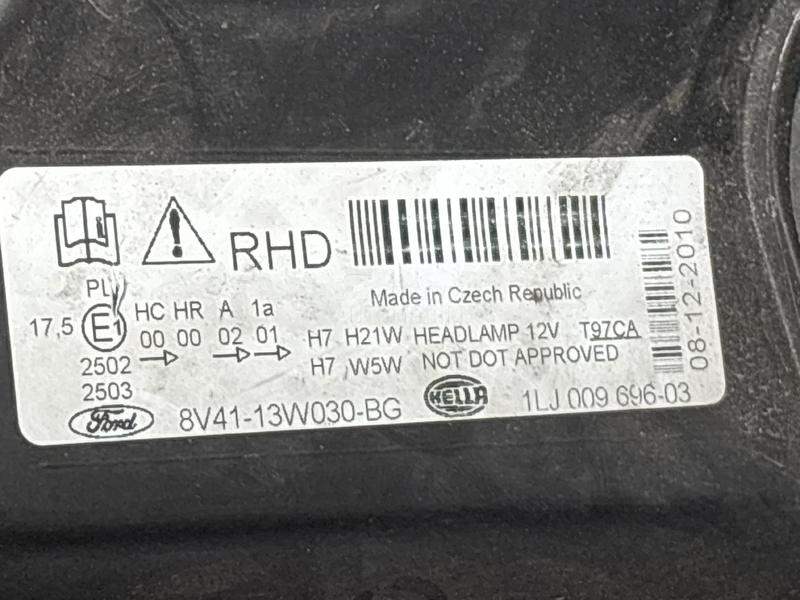 RHD
Made in Czech Republic
PL
17,5 E1 HC HR A 1a
00 00 02 01
2502
2503
H7 H21W HEADLAMP 12V T97CA
H7 W5W NOT DOT APPROVED
Ford 8V41-13W030-BG HELLA 1LJ 009 696-03
08-12-2010